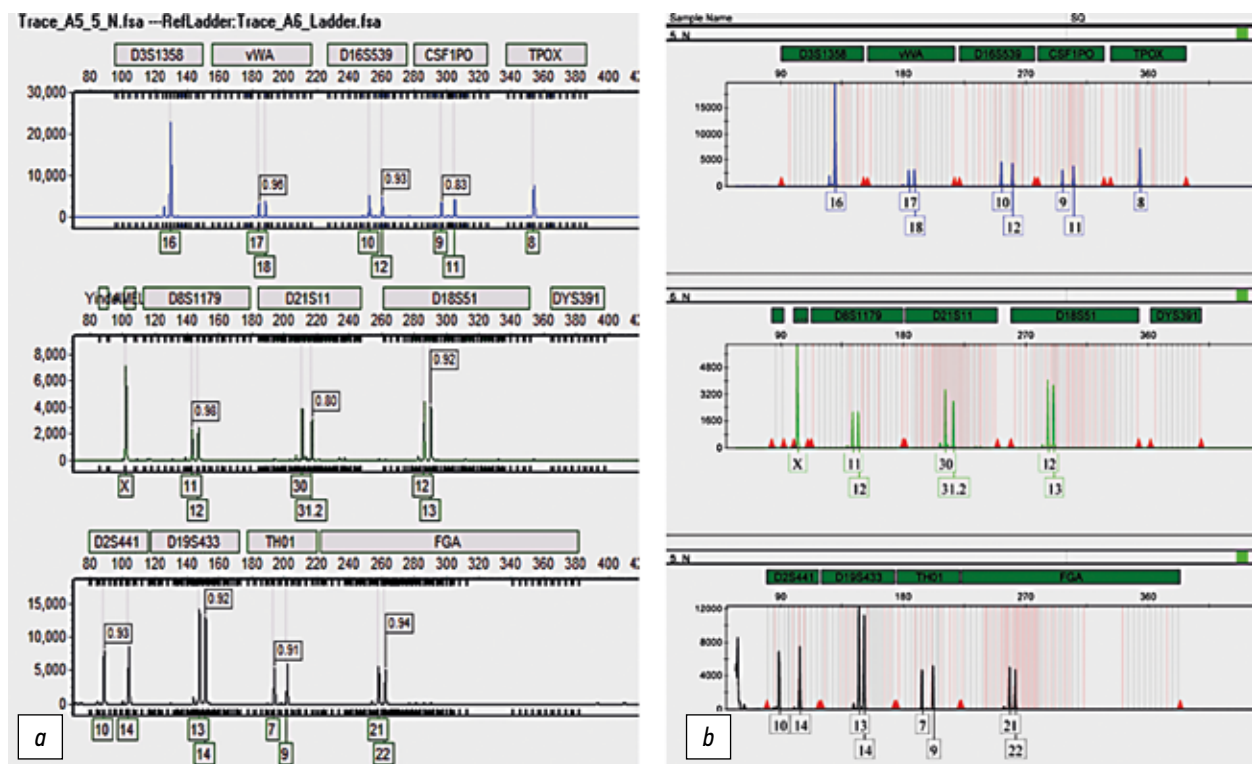 Trace_A5_5_N.fsa ---RefLadder:Trace_A6_Ladder.fsa
D3S1358 vWA D16S539 CSF1PO TPOX
80 100 120 140 160 180 200 220 240 260 280 300 320 340 360 380 400
30,000
20,000
10,000
0
0.96
0.93
0.83
16 17 10 9 8
18 12 11
D8S1179 D21S11 D18S51 DYS391
80 100 120 140 160 180 200 220 240 260 280 300 320 340 360 380 400
8,000
6,000
4,000
2,000
0
0.98
0.80
0.92
X 11 30 12
12 31.2 13
D2S441 D19S433 TH01 FGA
80 100 120 140 160 180 200 220 240 260 280 300 320 340 360 380 400
15,000
10,000
5,000
0
0.93
0.92
0.91
0.94
10 14 13 7 21
14 9 22
a
Sample Name SQ
5_N
D3S1358 vWA D16S539 CSF1PO TPOX
90 180 270 360
15000
10000
5000
0
16 17 10 9 8
18 12 11
5_N
D8S1179 D21S11 D18S51 DYS391
90 180 270 360
4800
3200
1600
0
X 11 30 12
12 31.2 13
5_N
D2S441 D19S433 TH01 FGA
90 180 270 360
12000
8000
4000
0
10 14 13 7 21
14 9 22
b